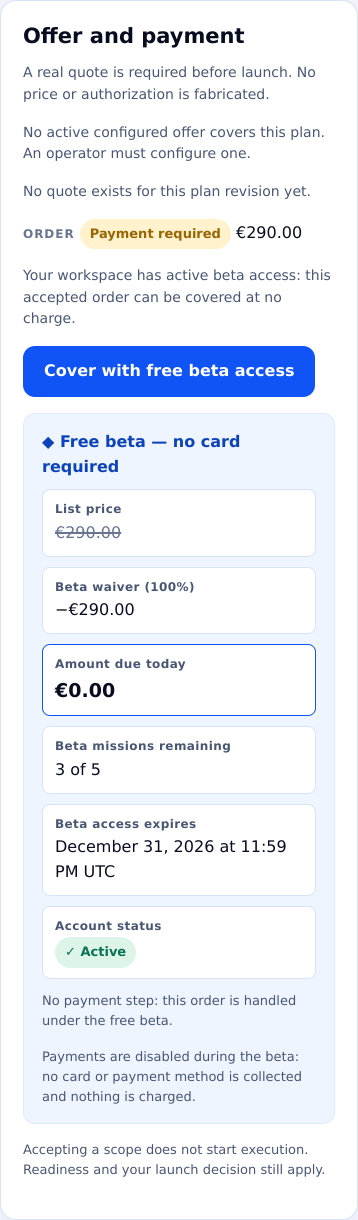 Offer and payment
A real quote is required before launch. No
price or authorization is fabricated.
No active configured offer covers this plan.
An operator must configure one.
No quote exists for this plan revision yet.
ORDER Payment required €290.00
Your workspace has active beta access: this
accepted order can be covered at no
charge.
Cover with free beta access
◆ Free beta — no card
required
List price
€290.00
Beta waiver (100%)
−€290.00
Amount due today
€0.00
Beta missions remaining
3 of 5
Beta access expires
December 31, 2026 at 11:59
PM UTC
Account status
✓ Active
No payment step: this order is handled
under the free beta.
Payments are disabled during the beta:
no card or payment method is collected
and nothing is charged.
Accepting a scope does not start execution.
Readiness and your launch decision still apply.